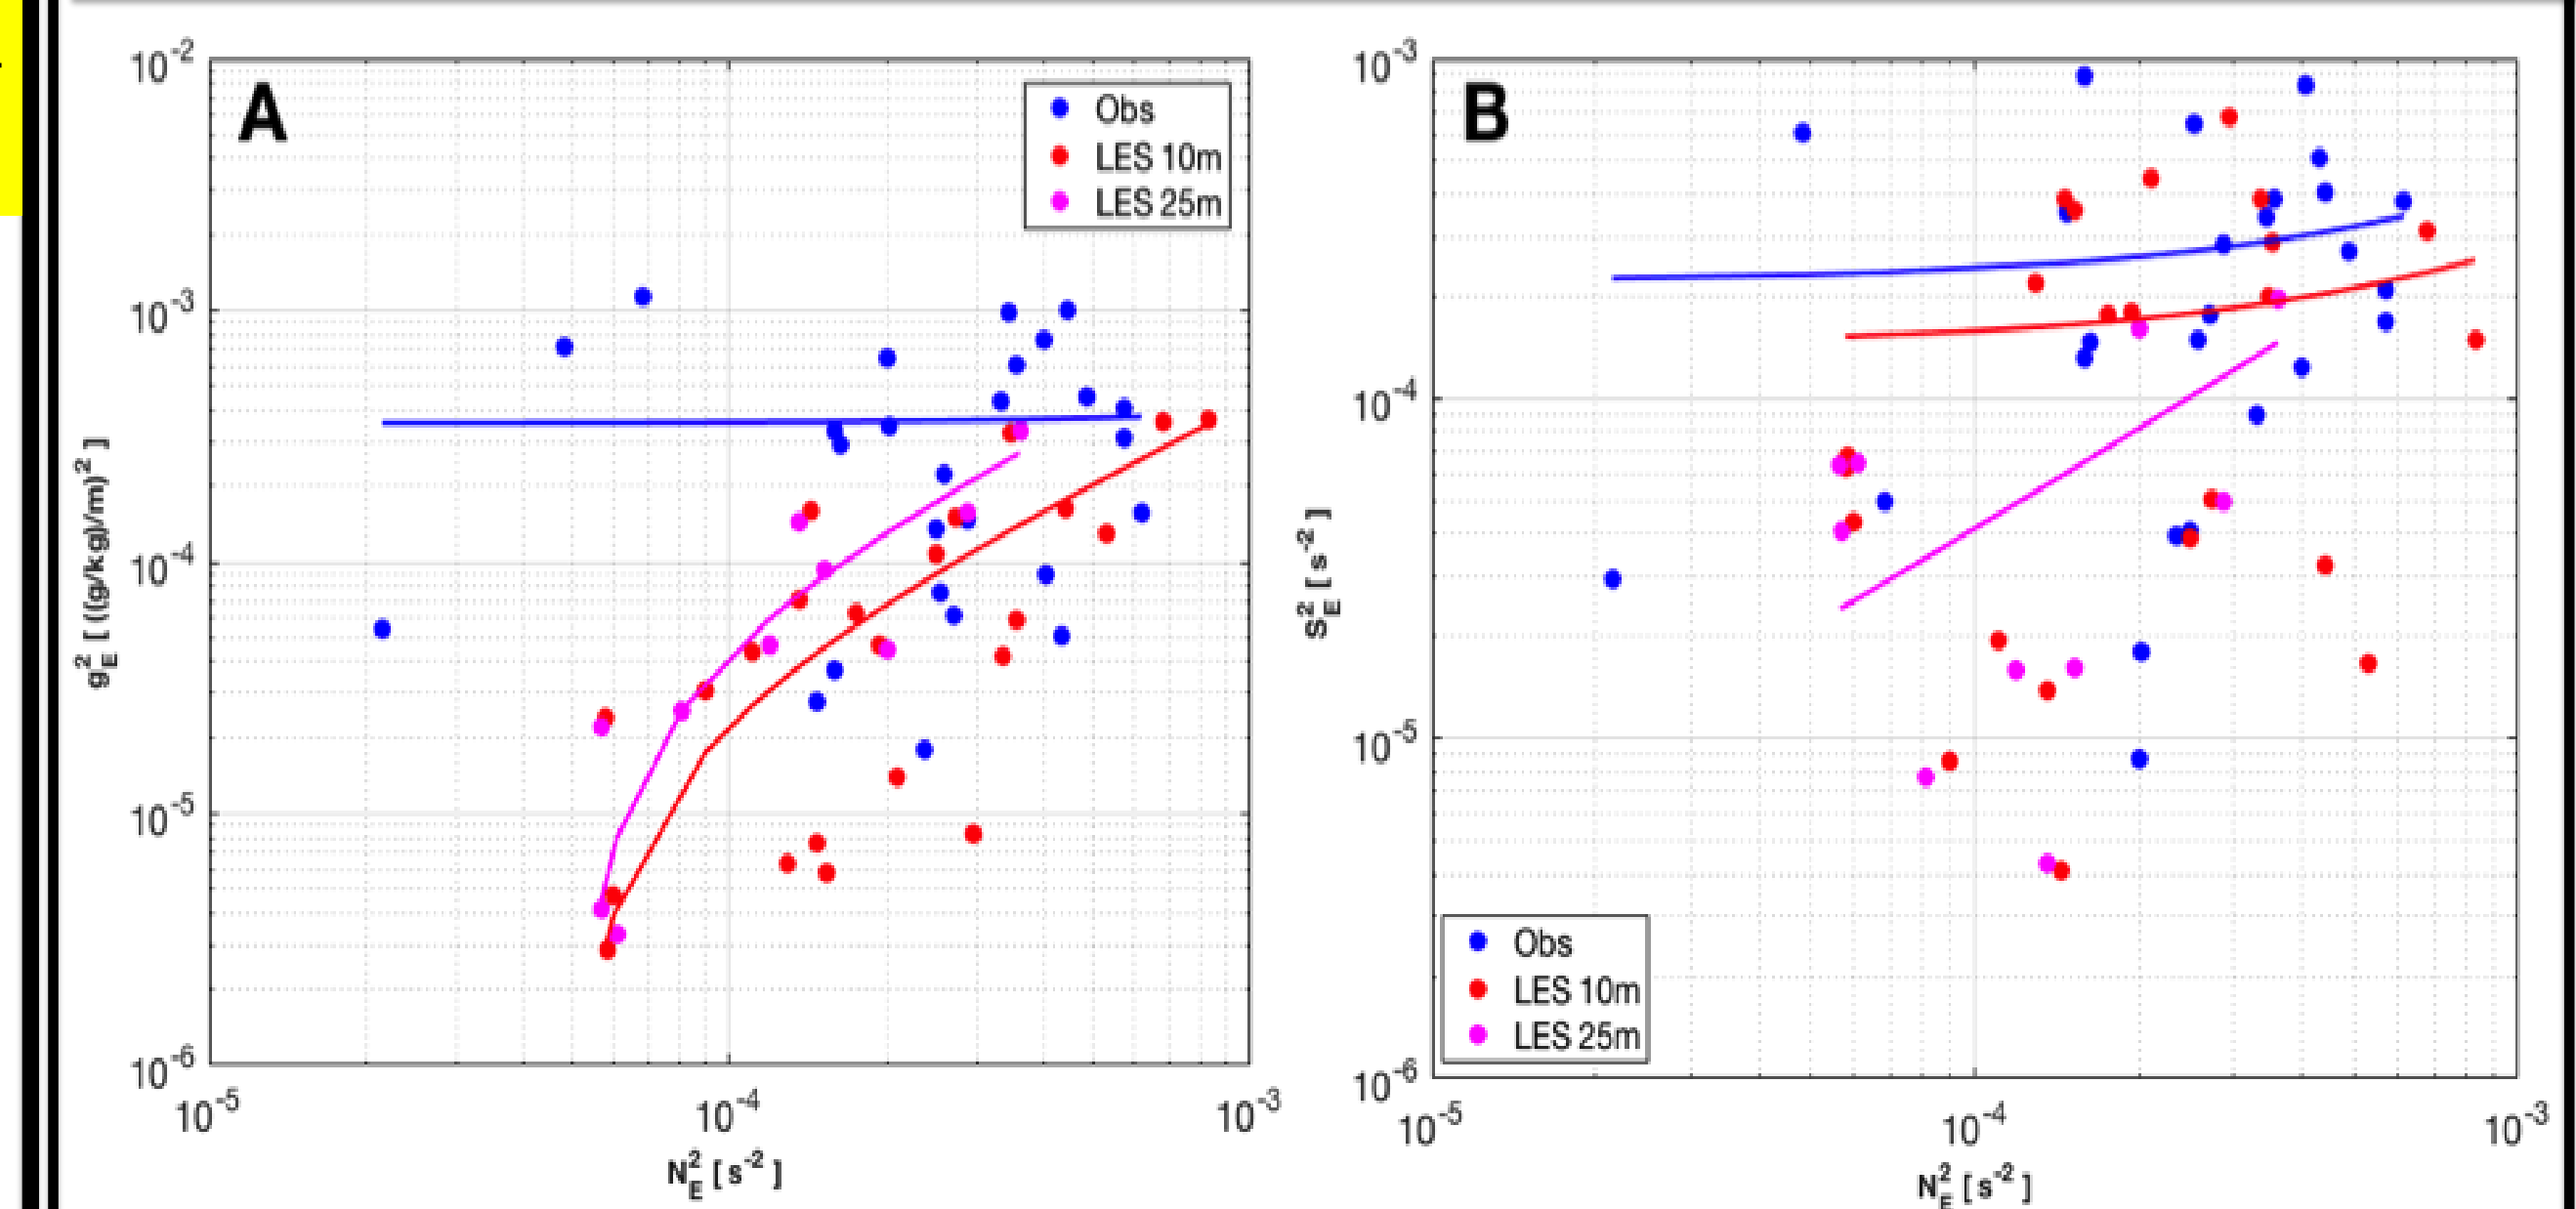 A
Obs
LES 10m
LES 25m
10^-2
10^-3
10^-4
10^-5
10^-6
g_E^2 [ ((g/kg)/m)^2 ]
10^-5 10^-4 10^-3
N_E^2 [ s^-2 ]
B
10^-3
10^-4
10^-5
10^-6
S_E^2 [ s^-2 ]
Obs
LES 10m
LES 25m
10^-5 10^-4 10^-3
N_E^2 [ s^-2 ]